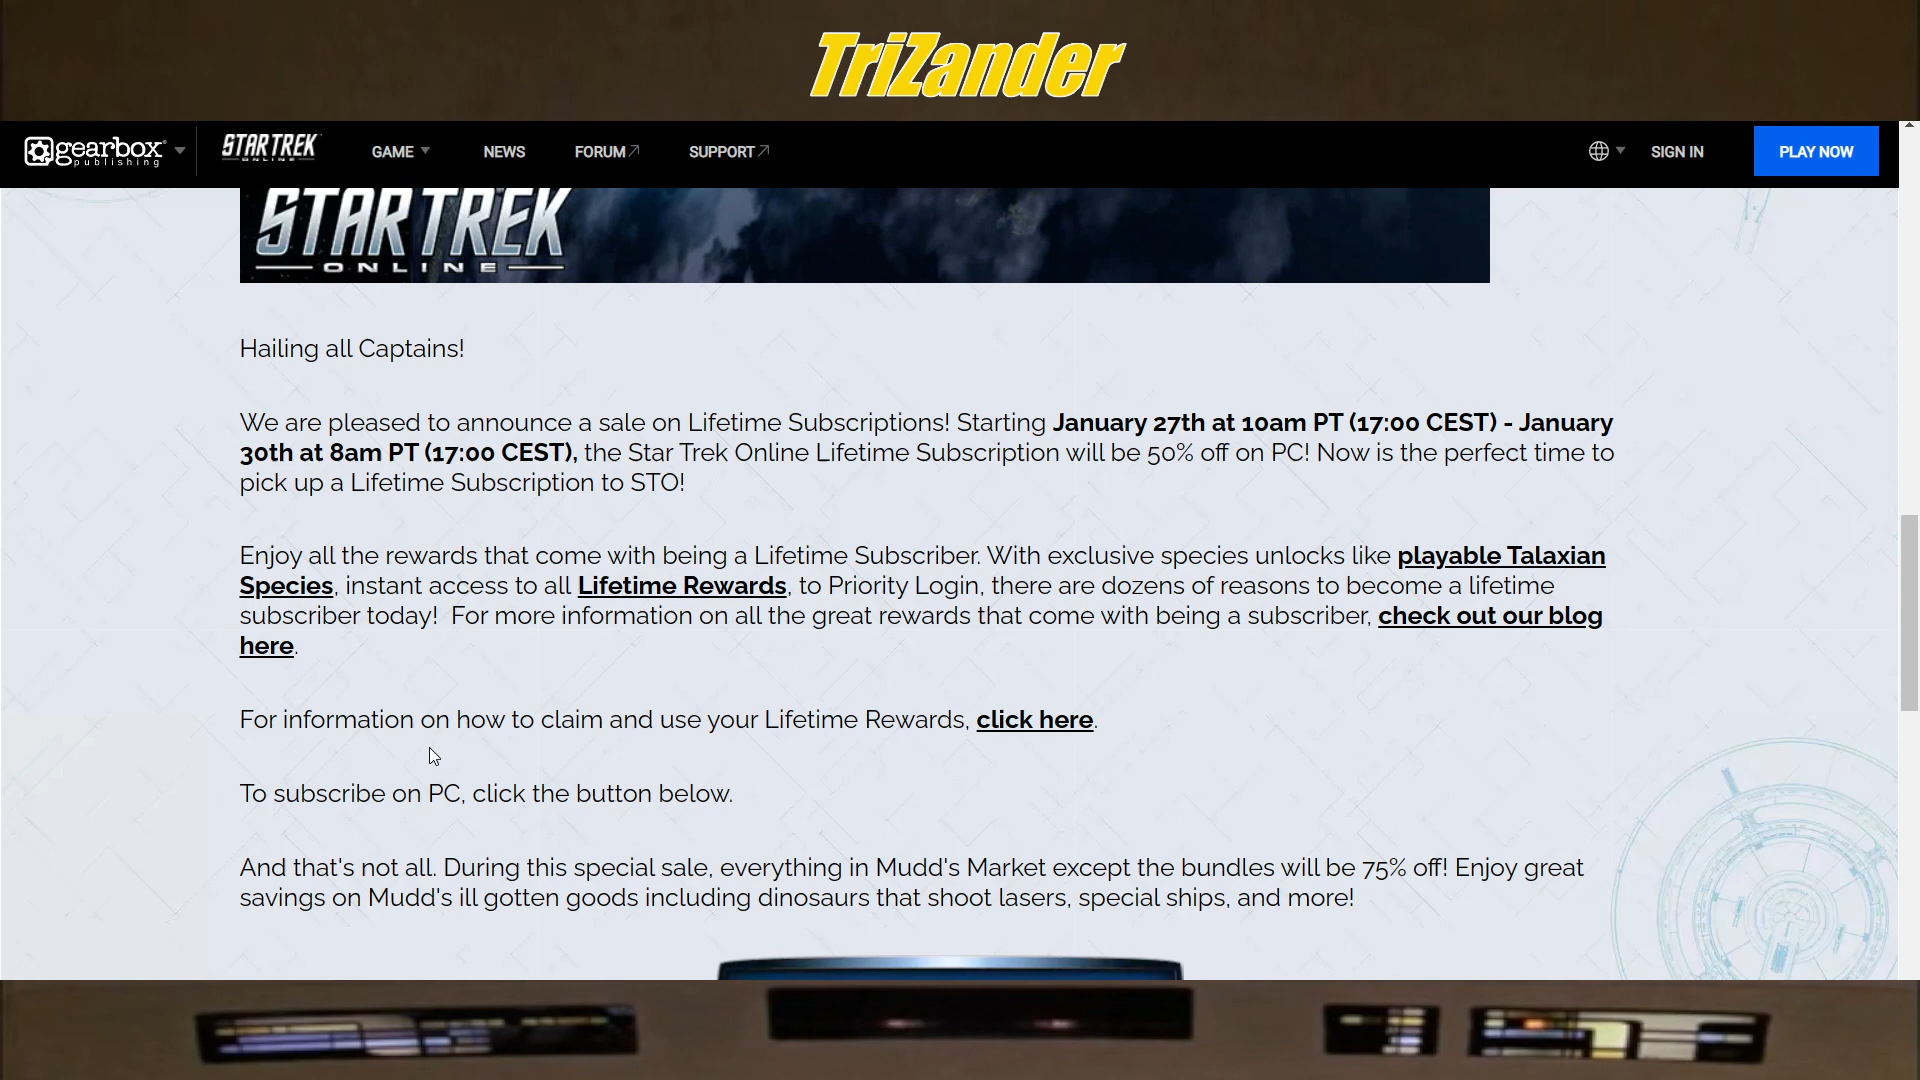 TriZander
gearbox publishing
STAR TREK ONLINE
GAME
NEWS
FORUM
SUPPORT
SIGN IN
PLAY NOW
STAR TREK
ONLINE
Hailing all Captains!
We are pleased to announce a sale on Lifetime Subscriptions! Starting January 27th at 10am PT (17:00 CEST) - January
30th at 8am PT (17:00 CEST), the Star Trek Online Lifetime Subscription will be 50% off on PC! Now is the perfect time to
pick up a Lifetime Subscription to STO!
Enjoy all the rewards that come with being a Lifetime Subscriber. With exclusive species unlocks like playable Talaxian
Species, instant access to all Lifetime Rewards, to Priority Login, there are dozens of reasons to become a lifetime
subscriber today!  For more information on all the great rewards that come with being a subscriber, check out our blog
here.
For information on how to claim and use your Lifetime Rewards, click here.
To subscribe on PC, click the button below.
And that's not all. During this special sale, everything in Mudd's Market except the bundles will be 75% off! Enjoy great
savings on Mudd's ill gotten goods including dinosaurs that shoot lasers, special ships, and more!